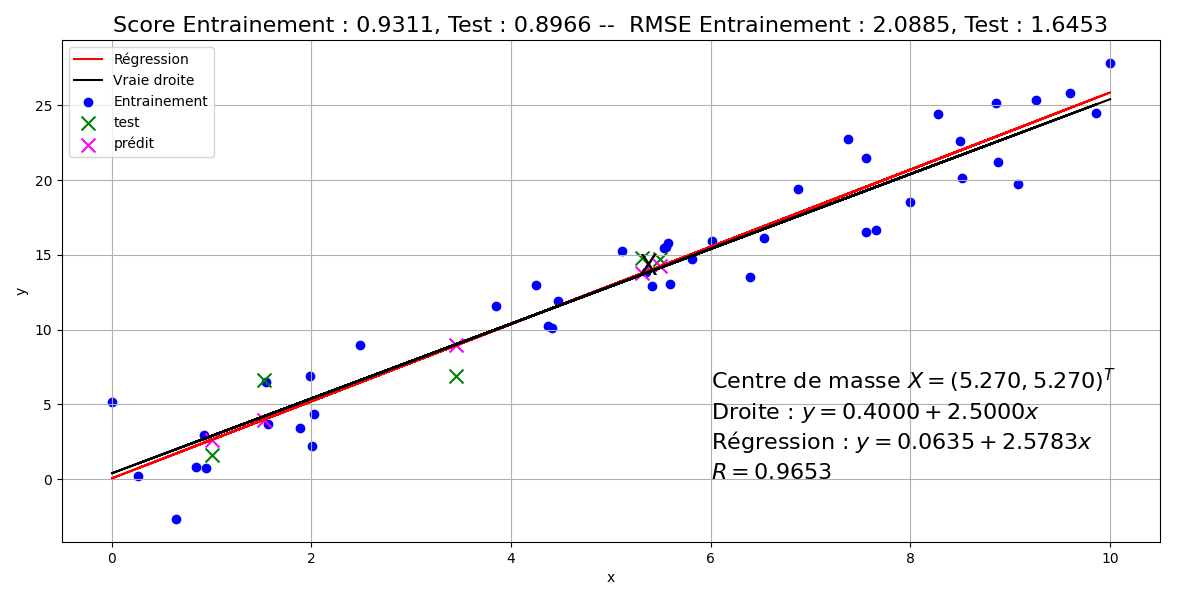 Score Entrainement : 0.9311, Test : 0.8966 --  RMSE Entrainement : 2.0885, Test : 1.6453
Régression
Vraie droite
Entrainement
test
prédit
25
20
15
10
5
0
y
Centre de masse X = (5.270, 5.270)^T
Droite : y = 0.4000 + 2.5000x
Régression : y = 0.0635 + 2.5783x
R = 0.9653
0 2 4 6 8 10
x